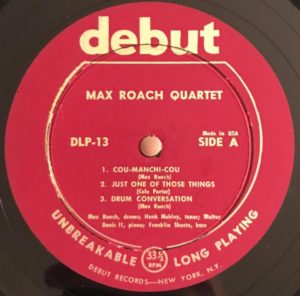 debut
MAX ROACH QUARTET
DLP-13
Made in USA
SIDE A
1. COU-MANCHI-COU
(Max Roach)
2. JUST ONE OF THOSE THINGS
(Cole Porter)
3. DRUM CONVERSATION
(Max Roach)
Max Roach, drums; Hank Mobley, tenor; Walter
Davis II, piano; Franklin Skeete, bass
UNBREAKABLE 33⅓ RPM LONG PLAYING
DEBUT RECORDS—NEW YORK, N.Y.